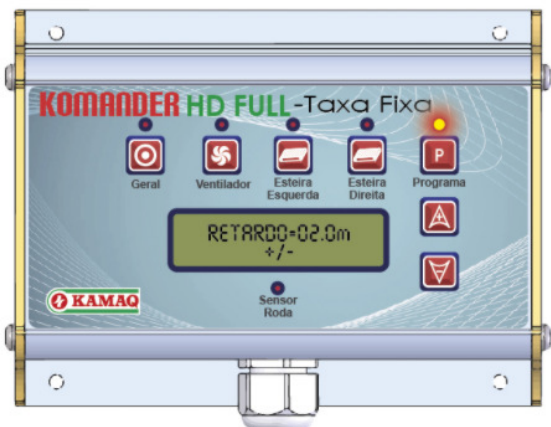 KOMANDER HD FULL-Taxa Fixa
P
Geral
Ventilador
Esteira
Esquerda
Esteira
Direita
Programa
RETARDO=02.0m
+/-
KAMAQ
Sensor
Roda